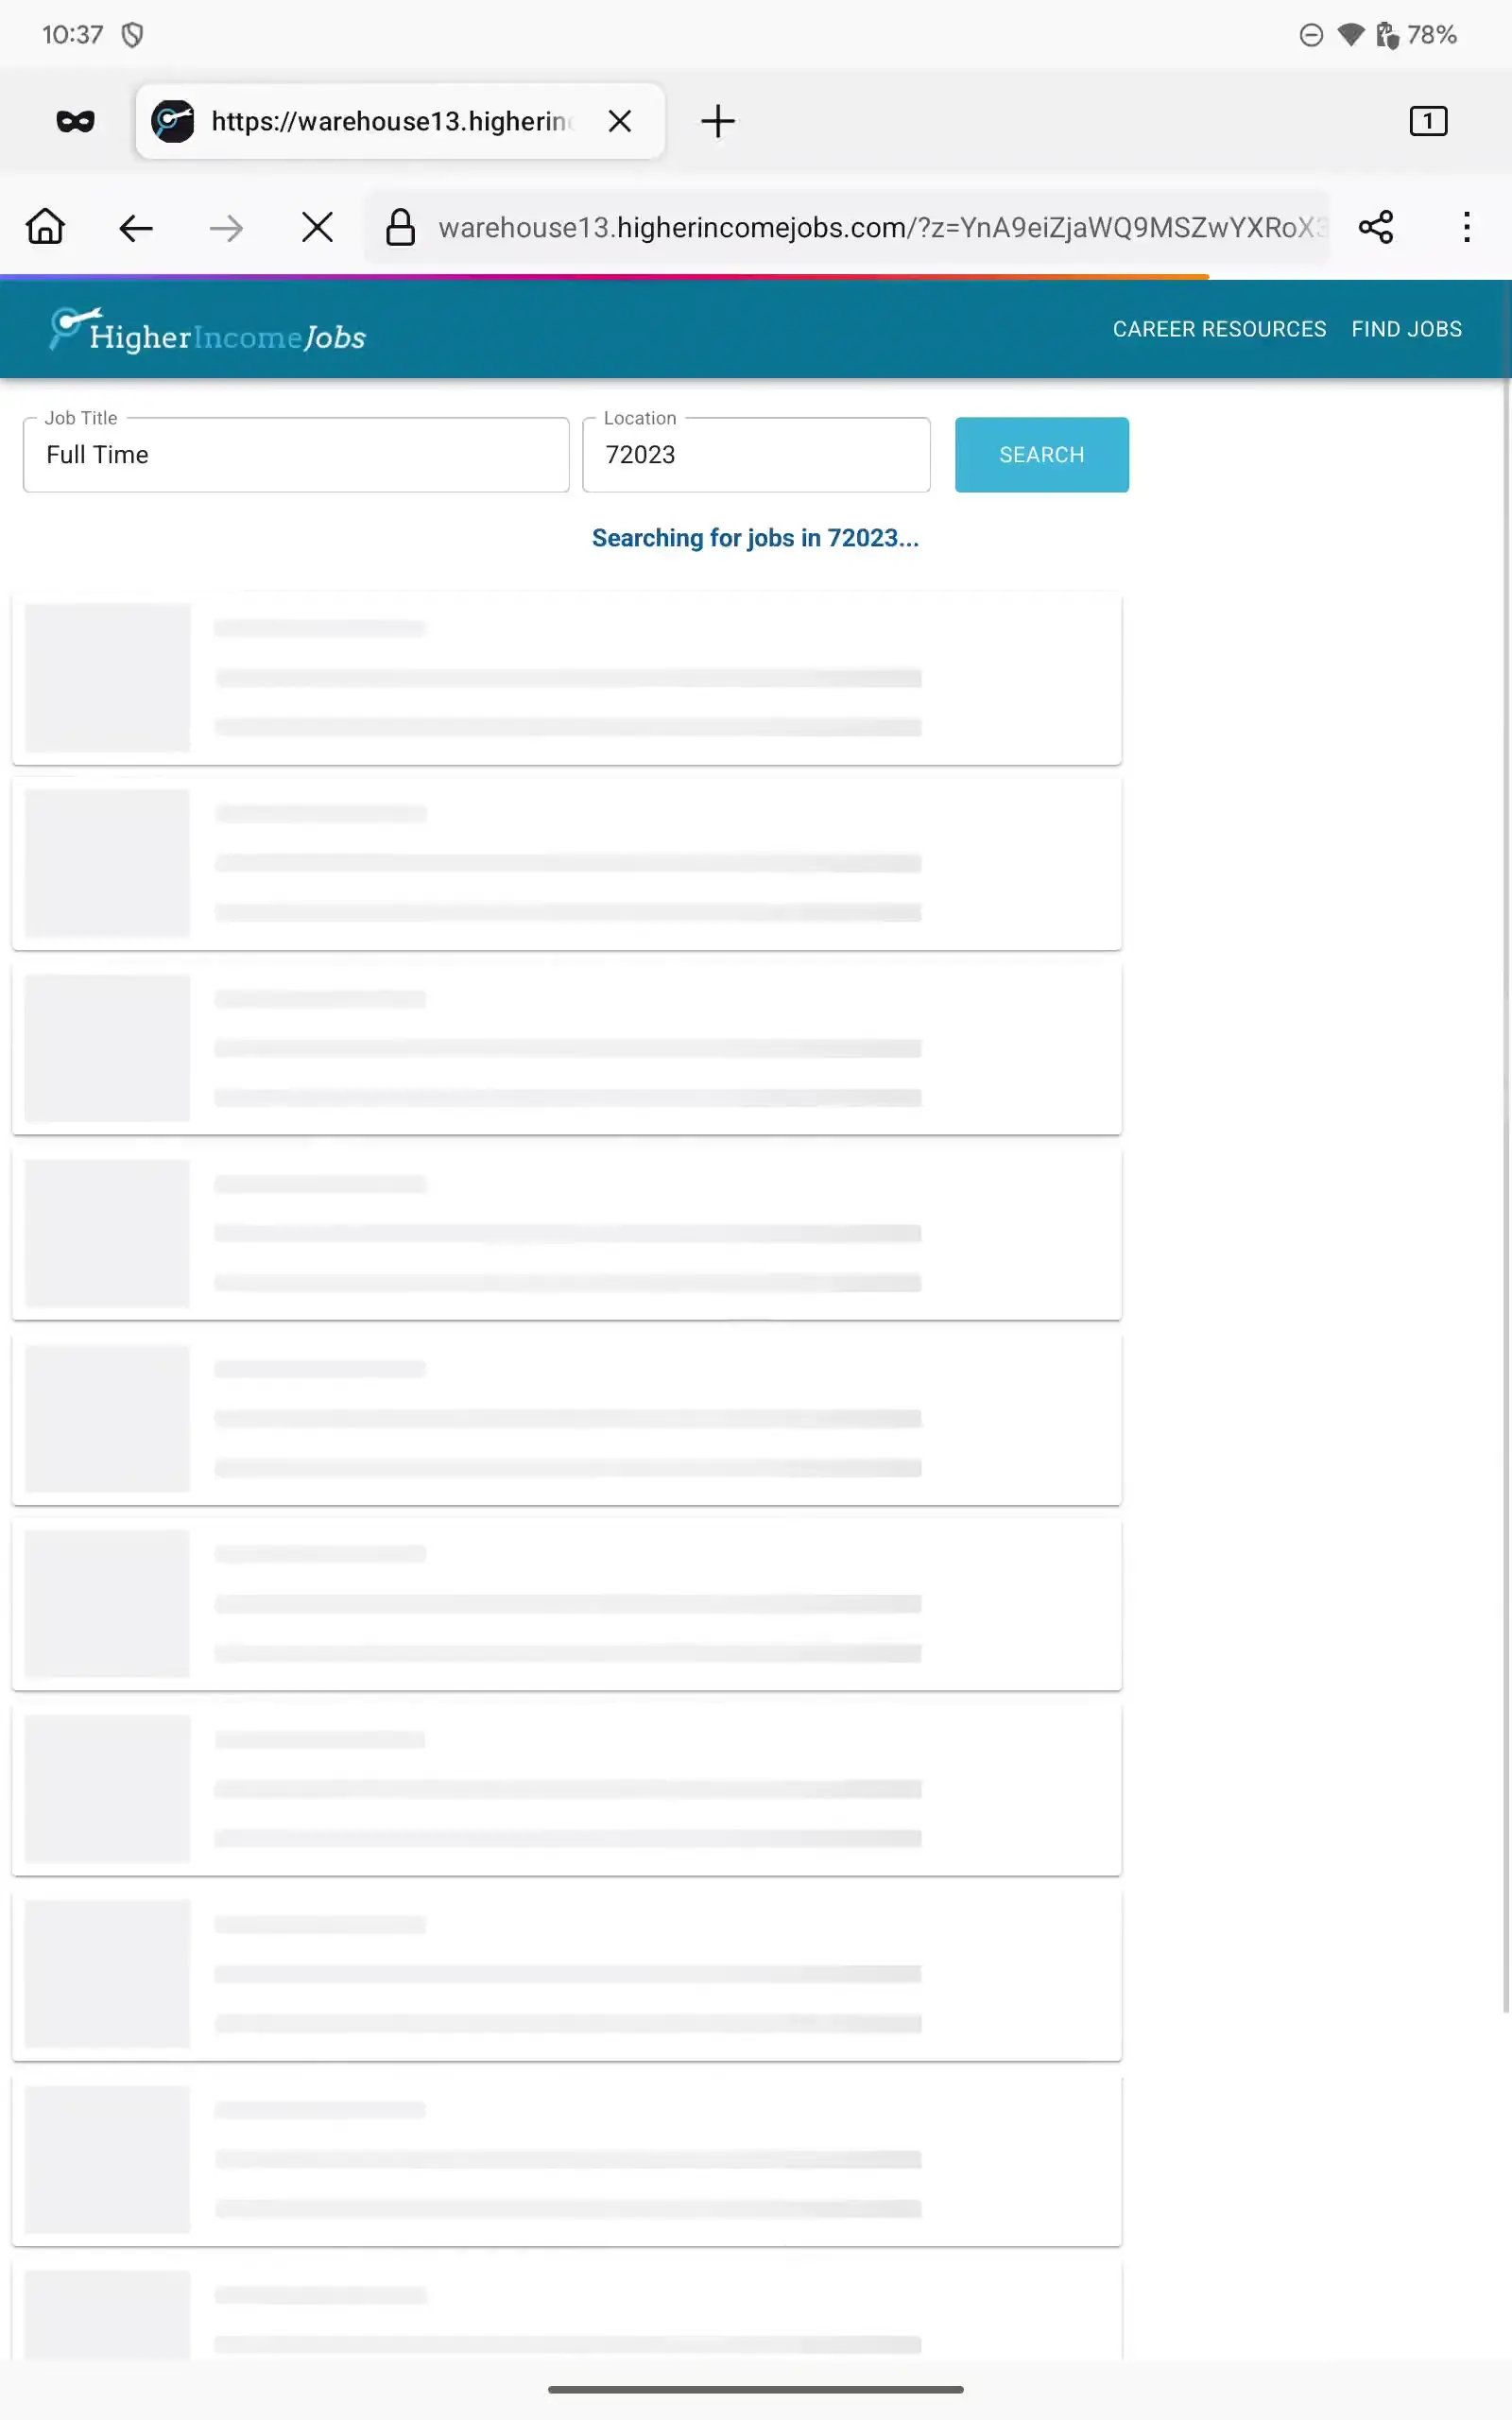 10:37
78%
https://warehouse13.higherin
1
warehouse13.higherincomejobs.com/?z=YnA9eiZjaWQ9MSZwYXRoX3
HigherIncomeJobs
CAREER RESOURCES
FIND JOBS
Job Title
Full Time
Location
72023
SEARCH
Searching for jobs in 72023...